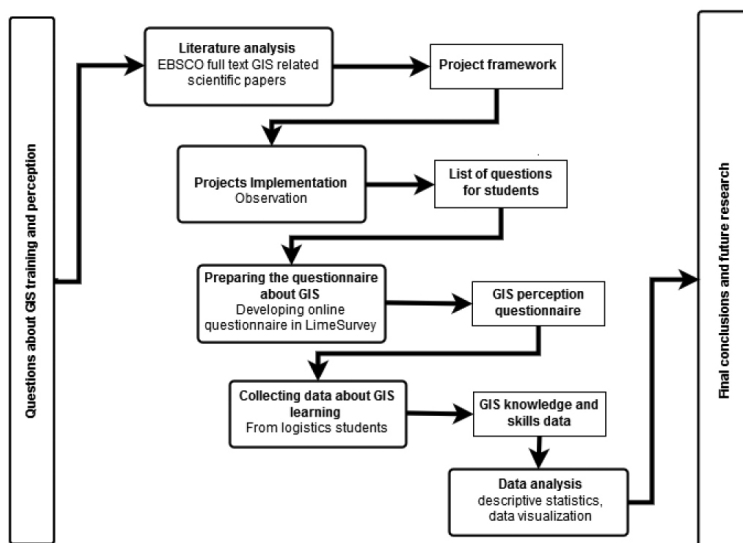 Questions about GIS training and perception
Literature analysis
EBSCO full text GIS related
scientific papers
Project framework
Projects Implementation
Observation
List of questions
for students
Preparing the questionnaire
about GIS
Developing online
questionnaire in LimeSurvey
GIS perception
questionnaire
Collecting data about GIS
learning
From logistics students
GIS knowledge and
skills data
Data analysis
descriptive statistics,
data visualization
Final conclusions and future research